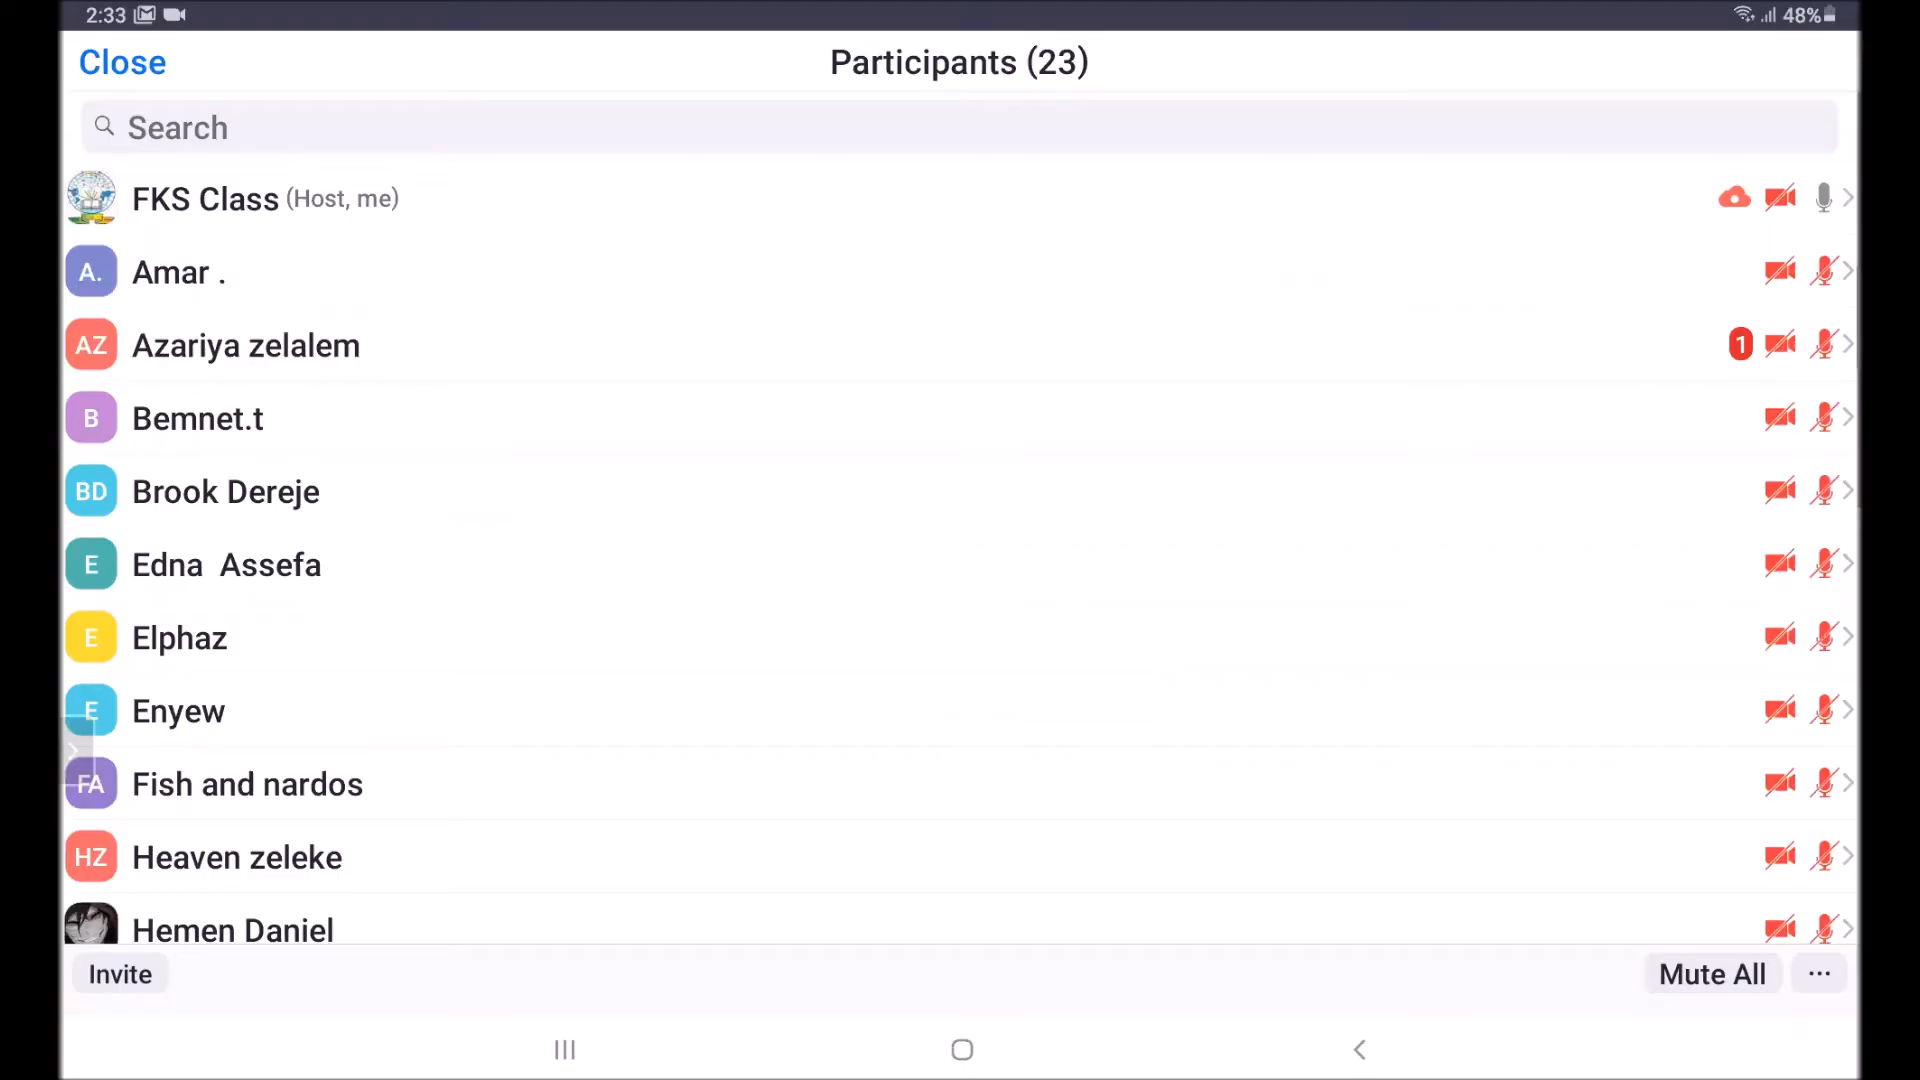 2:33 48%
Close Participants (23)
Search
FKS Class (Host, me)
A. Amar .
AZ Azariya zelalem 1
B Bemnet.t
BD Brook Dereje
E Edna  Assefa
E Elphaz
E Enyew
FA Fish and nardos
HZ Heaven zeleke
Hemen Daniel
Invite Mute All ...